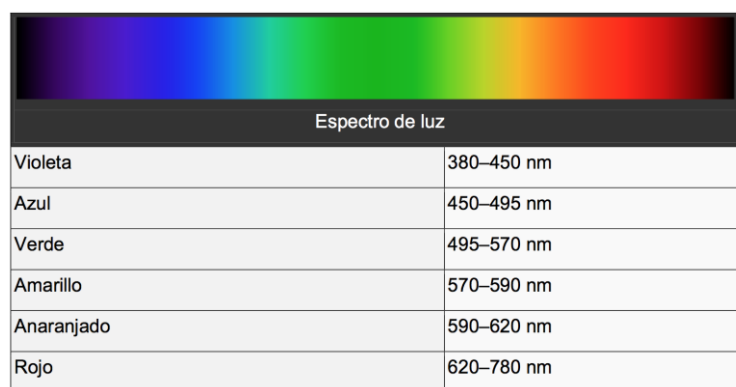 Espectro de luz
Violeta 380–450 nm
Azul 450–495 nm
Verde 495–570 nm
Amarillo 570–590 nm
Anaranjado 590–620 nm
Rojo 620–780 nm